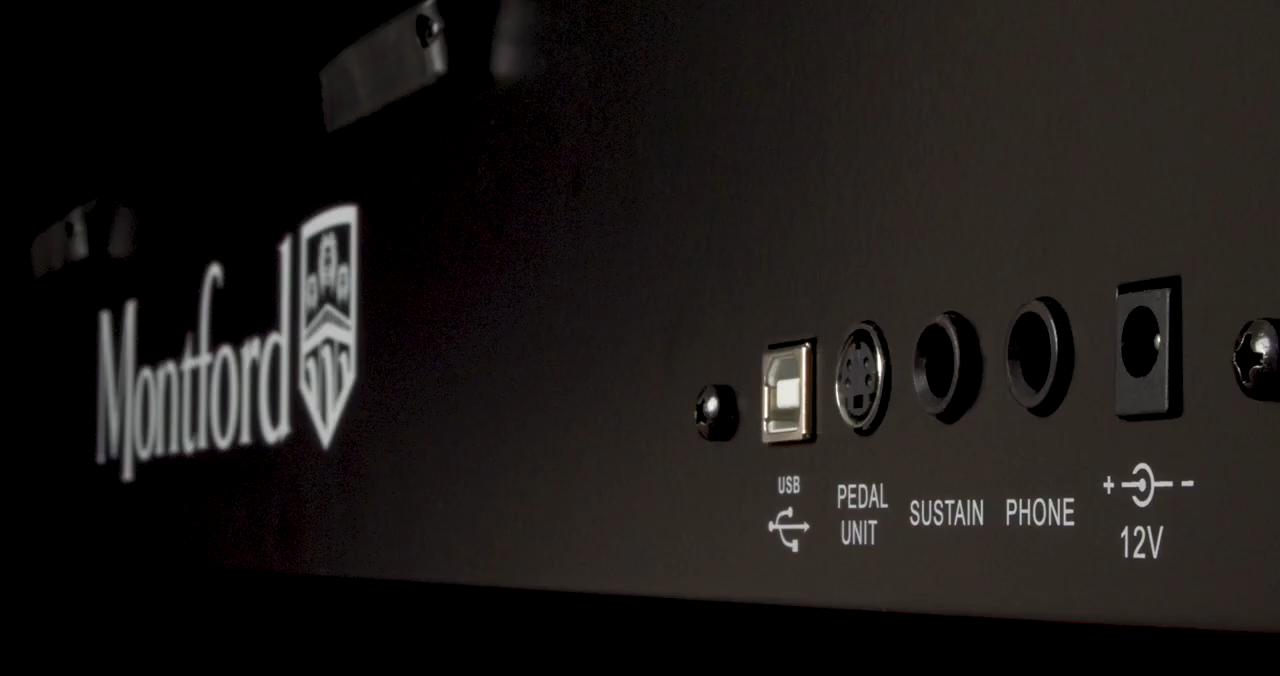 Montford
USB
PEDAL
UNIT
SUSTAIN
PHONE
+ -
12V